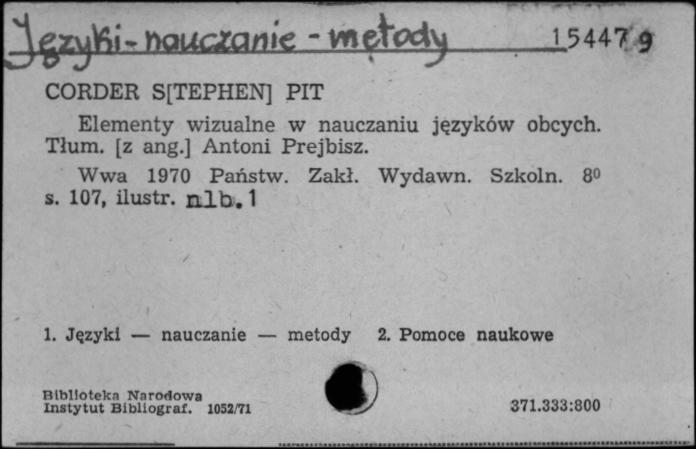 Języki-nauczanie - metody 154479
CORDER S[TEPHEN] PIT
Elementy wizualne w nauczaniu języków obcych.
Tłum. [z ang.] Antoni Prejbisz.
Wwa 1970 Państw. Zakł. Wydawn. Szkoln. 8⁰
s. 107, ilustr. nlb.1
1. Języki — nauczanie — metody 2. Pomoce naukowe
Biblioteka Narodowa
Instytut Bibliograf. 1052/71
371.333:800